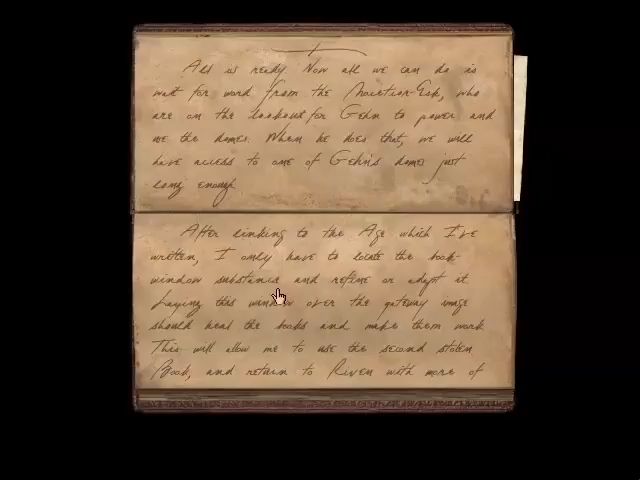 All is ready. Now all we can do is
wait for word from the Moiety, who
are on the lookout for Gehn to power and
use the domes. When he does that, we will
have access to one of Gehn's domes just
long enough.
After linking to the Age which I've
written, I only have to locate the book-
window substance and refine or adapt it.
Laying this window over the gateway image
should heal the books and make them work.
This will allow me to use the second stolen
Book, and return to Riven with more of